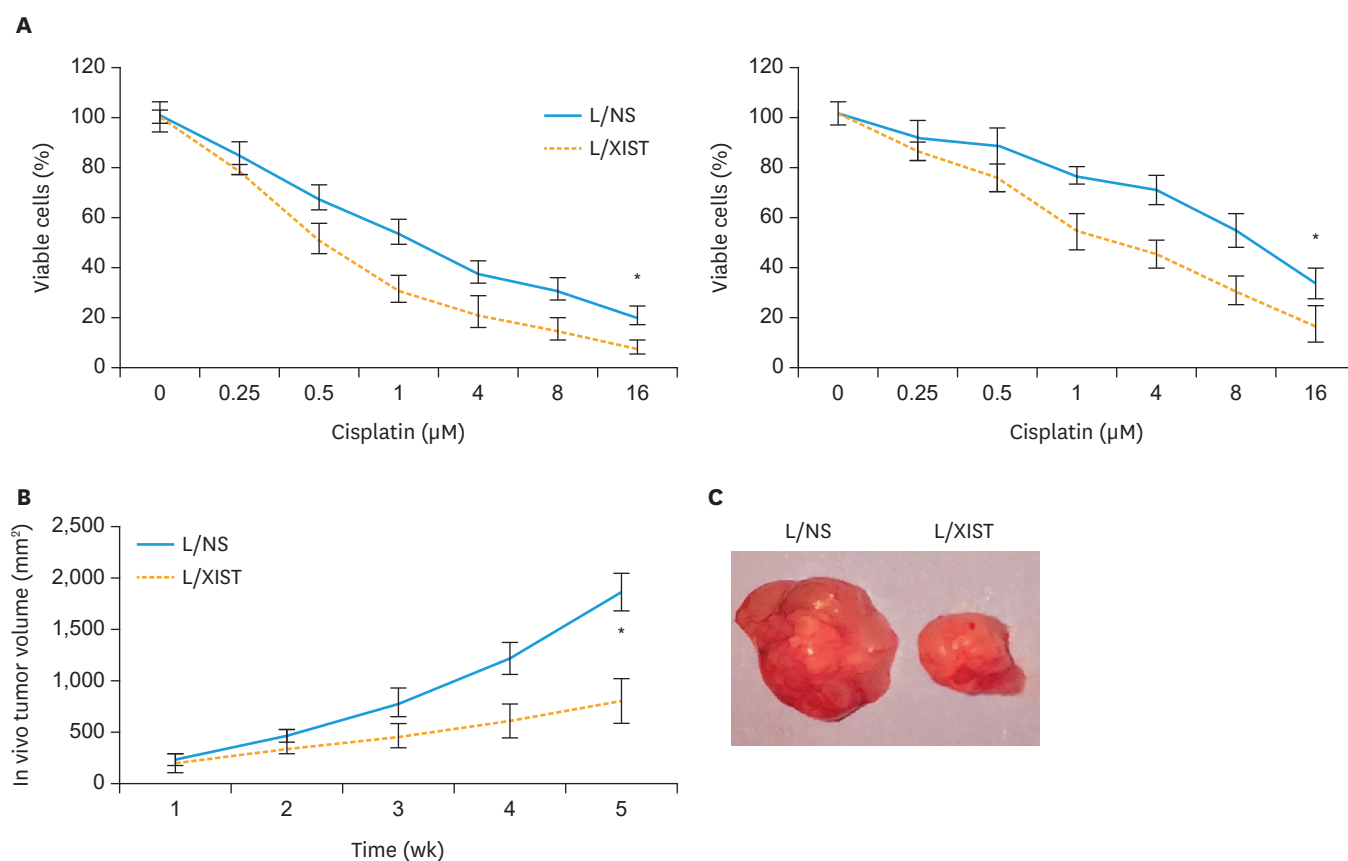 A
120
100
80
60
40
20
0
Viable cells (%)
L/NS
L/XIST
*
0 0.25 0.5 1 4 8 16
Cisplatin (µM)
120
100
80
60
40
20
0
Viable cells (%)
*
0 0.25 0.5 1 4 8 16
Cisplatin (µM)
B
2,500
2,000
1,500
1,000
500
0
In vivo tumor volume (mm²)
L/NS
L/XIST
*
1 2 3 4 5
Time (wk)
C
L/NS L/XIST